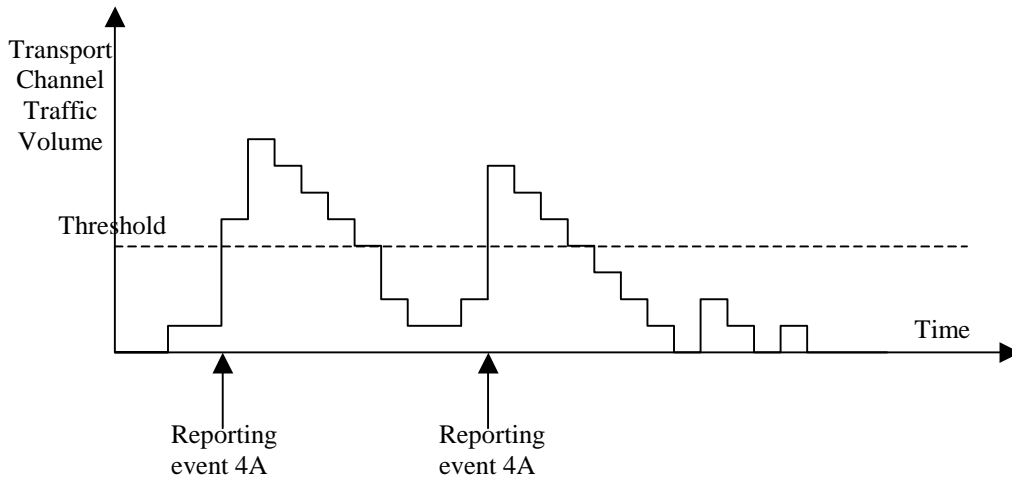 Transport
Channel
Traffic
Volume
Threshold
Time
Reporting
event 4A
Reporting
event 4A